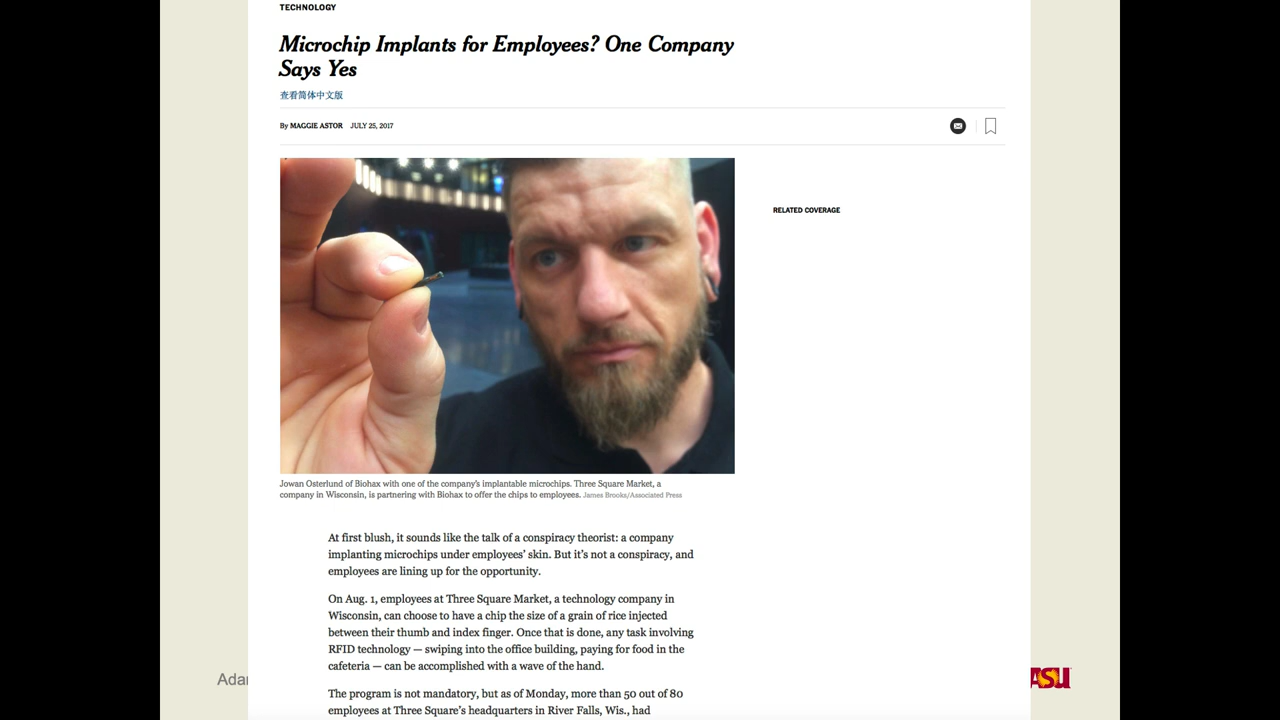 TECHNOLOGY
Microchip Implants for Employees? One Company
Says Yes
查看简体中文版
By MAGGIE ASTOR JULY 25, 2017
RELATED COVERAGE
Jowan Osterlund of Biohax with one of the company's implantable microchips. Three Square Market, a
company in Wisconsin, is partnering with Biohax to offer the chips to employees. James Brooks/Associated Press
At first blush, it sounds like the talk of a conspiracy theorist: a company
implanting microchips under employees' skin. But it's not a conspiracy, and
employees are lining up for the opportunity.
On Aug. 1, employees at Three Square Market, a technology company in
Wisconsin, can choose to have a chip the size of a grain of rice injected
between their thumb and index finger. Once that is done, any task involving
RFID technology — swiping into the office building, paying for food in the
cafeteria — can be accomplished with a wave of the hand.
The program is not mandatory, but as of Monday, more than 50 out of 80
employees at Three Square's headquarters in River Falls, Wis., had
Adam
ASU